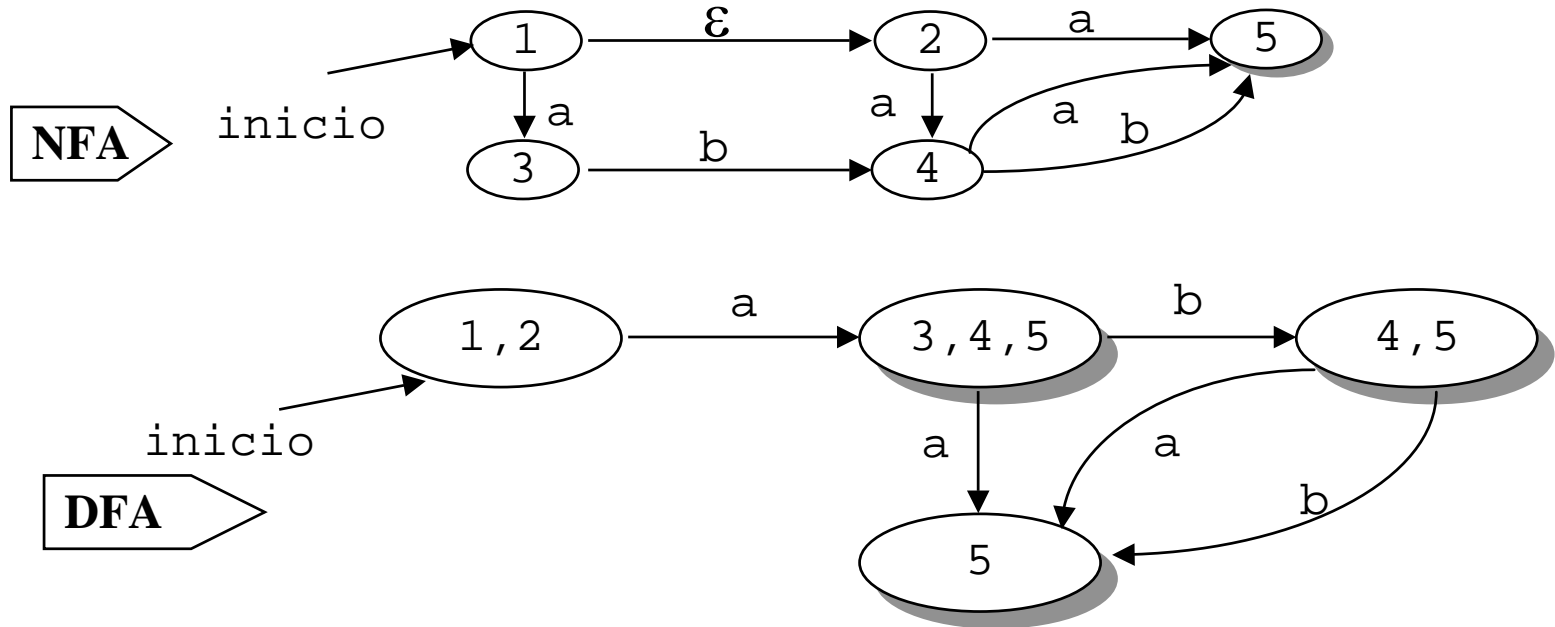 1 ε 2 a 5
NFA
inicio
a
a
a
b
3 b 4
1,2 a 3,4,5 b 4,5
inicio
a
a
DFA
b
5